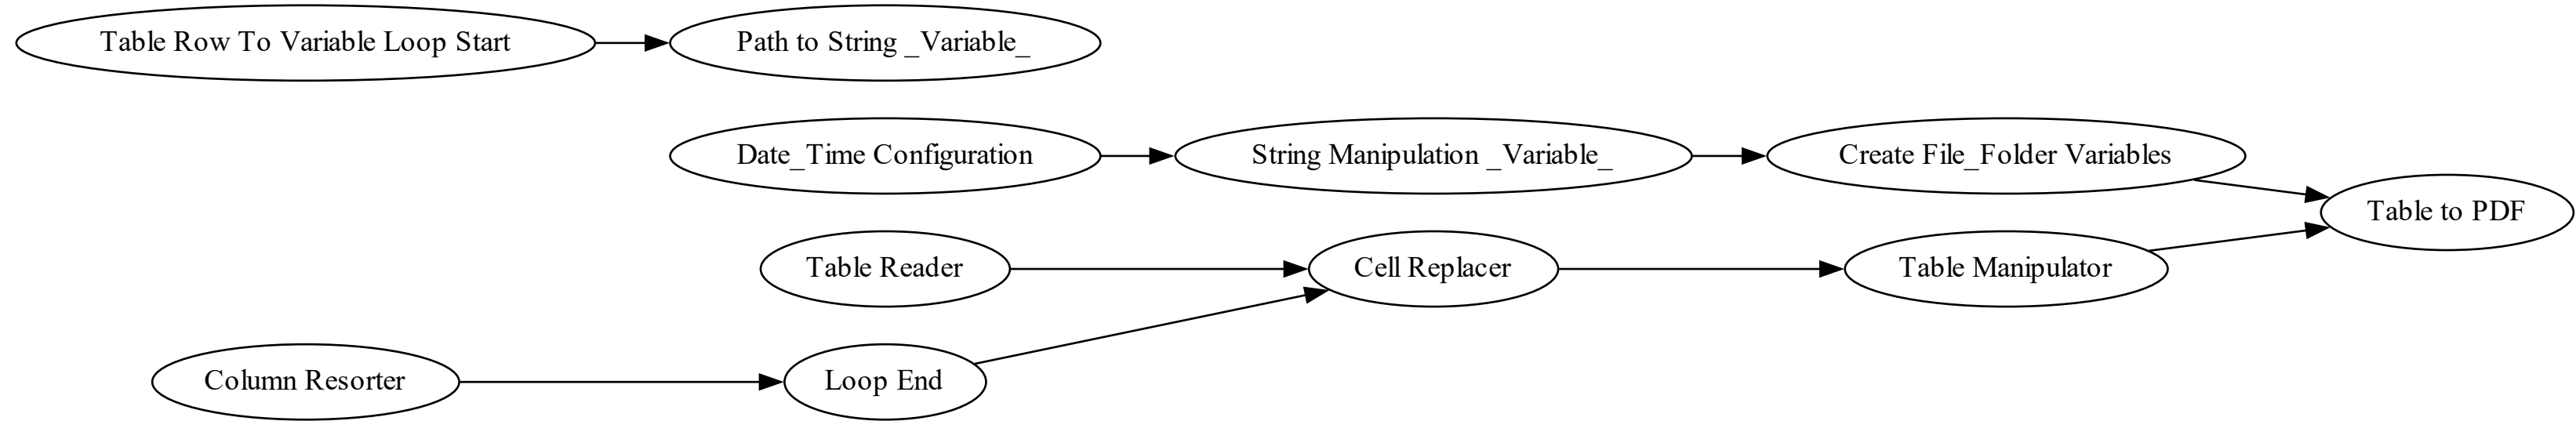 Table Row To Variable Loop Start
Path to String _Variable_
Date_Time Configuration
String Manipulation _Variable_
Create File_Folder Variables
Table to PDF
Table Reader
Cell Replacer
Table Manipulator
Column Resorter
Loop End